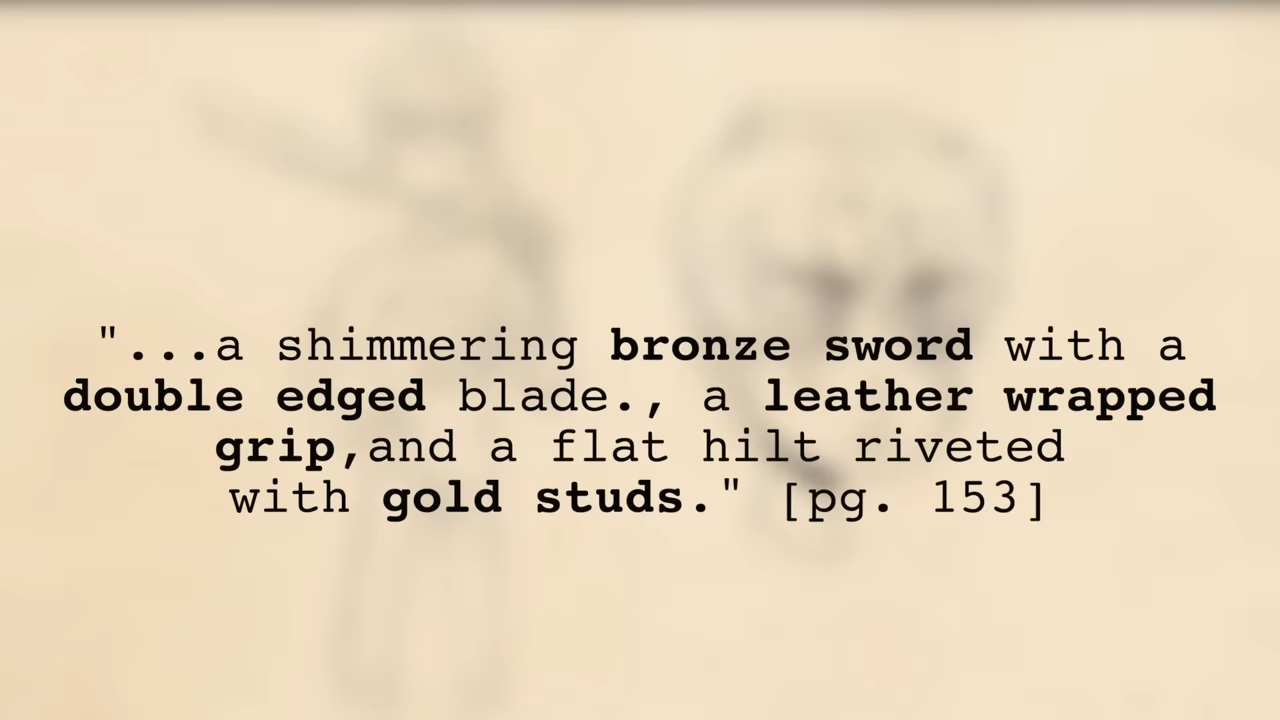 "...a shimmering bronze sword with a
double edged blade., a leather wrapped
grip,and a flat hilt riveted
with gold studs." [pg. 153]